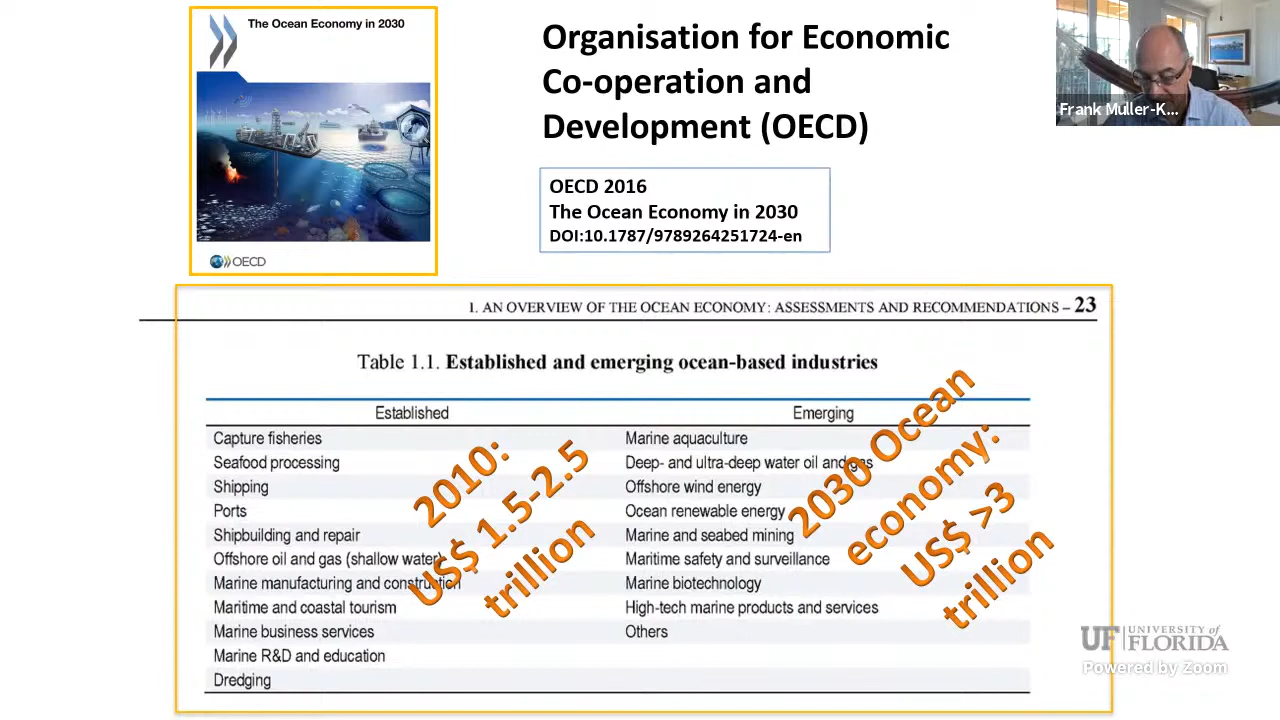 The Ocean Economy in 2030
OECD
Organisation for Economic
Co-operation and
Development (OECD)
OECD 2016
The Ocean Economy in 2030
DOI:10.1787/9789264251724-en
Frank Muller-K...
1. AN OVERVIEW OF THE OCEAN ECONOMY: ASSESSMENTS AND RECOMMENDATIONS – 23
Table 1.1. Established and emerging ocean-based industries
Established Emerging
Capture fisheries Marine aquaculture
Seafood processing Deep- and ultra-deep water oil and gas
Shipping Offshore wind energy
Ports Ocean renewable energy
Shipbuilding and repair Marine and seabed mining
Offshore oil and gas (shallow water) Maritime safety and surveillance
Marine manufacturing and construction Marine biotechnology
Maritime and coastal tourism High-tech marine products and services
Marine business services Others
Marine R&D and education
Dredging
2010:
US$ 1.5-2.5
trillion
2030 Ocean
economy:
US$ >3
trillion
UF UNIVERSITY of
FLORIDA
Powered by Zoom